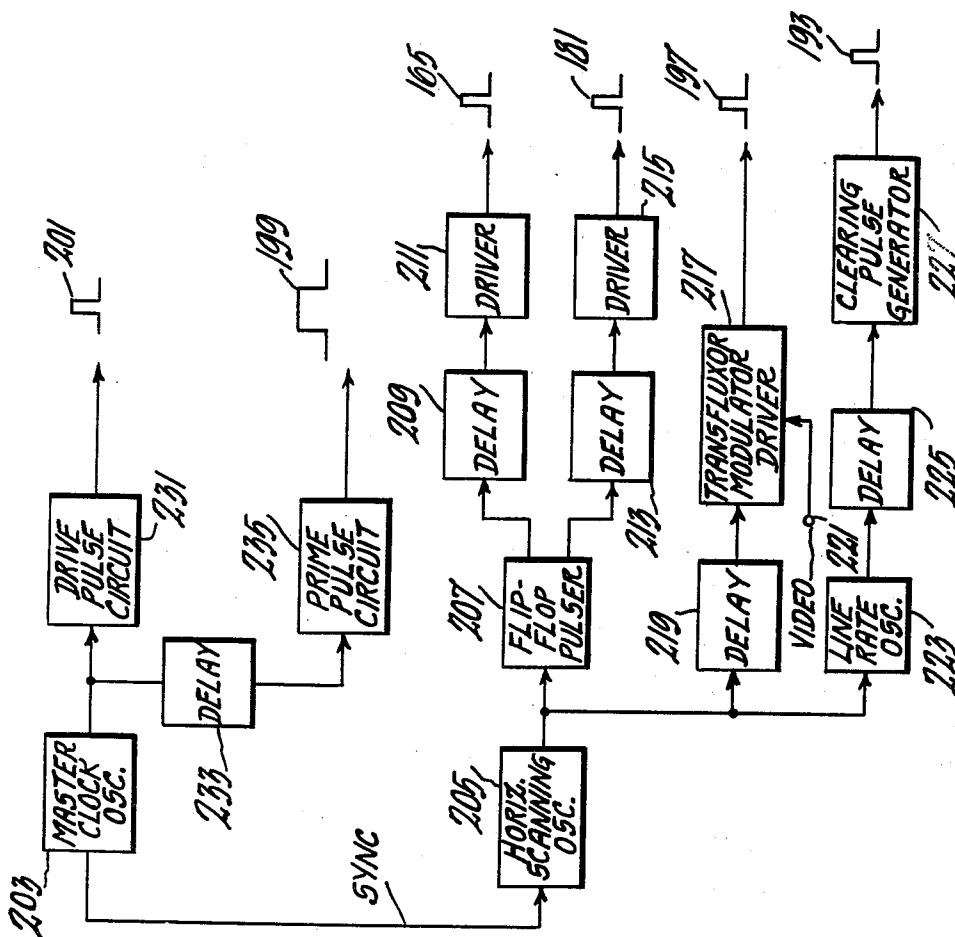 203
MASTER
CLOCK
OSC.
SYNC
DRIVE
PULSE
CIRCUIT
231
201
DELAY
233
PRIME
PULSE
CIRCUIT
235
199
205
HORIZ.
SCANNING
OSC.
207
FLIP-
FLOP
PULSER
209
DELAY
211
DRIVER
165
DELAY
213
DRIVER
215
181
219
DELAY
TRANSFLUXOR
MODULATOR
DRIVER
217
197
VIDEO
221
LINE
RATE
OSC.
223
DELAY
225
CLEARING
PULSE
GENERATOR
227
193